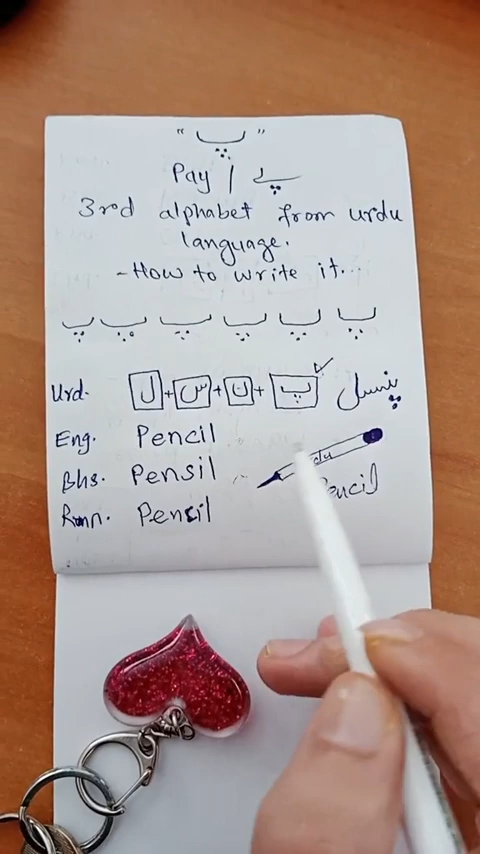 "پ"
Pay / پے
3rd alphabet from urdu
language.
- How to write it...
پ پ پ پ پ پ
Urd. ل + س + ن + پ ✓ پنسل
Eng. Pencil
Bhs. Pensil
Rmn. Pencil
Pencil